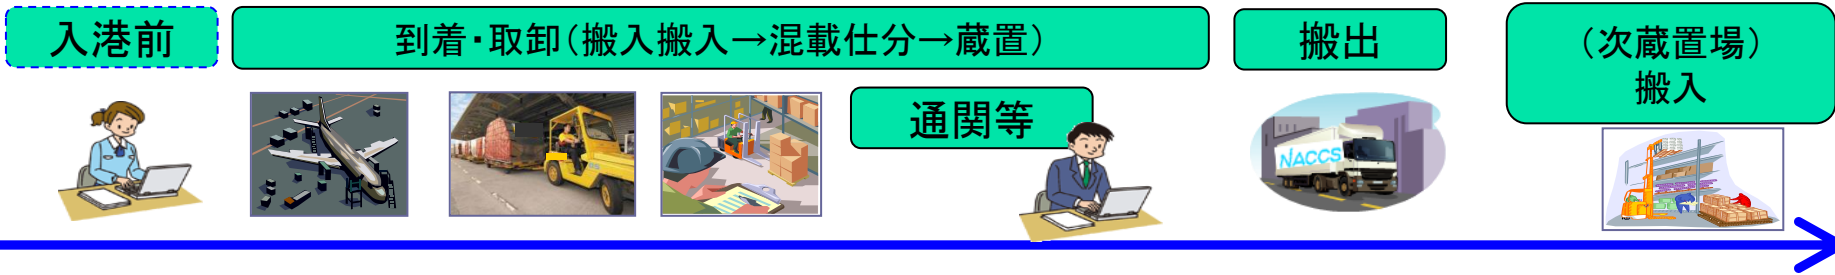 入港前
到着・取卸（搬入搬入→混載仕分→蔵置）
搬出
（次蔵置場）
搬入
通関等
NACCS